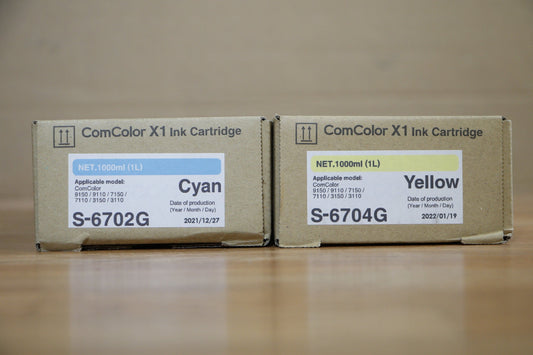 ComColor X1 Ink Cartridge
NET.1000ml (1L)
Applicable model:
ComColor
9150 / 9110 / 7150 /
7110 / 3150 / 3110
Cyan
Date of production
(Year / Month / Day)
S-6702G
2021/12/27
ComColor X1 Ink Cartridge
NET.1000ml (1L)
Applicable model:
ComColor
9150 / 9110 / 7150 /
7110 / 3150 / 3110
Yellow
Date of production
(Year / Month / Day)
S-6704G
2022/01/19